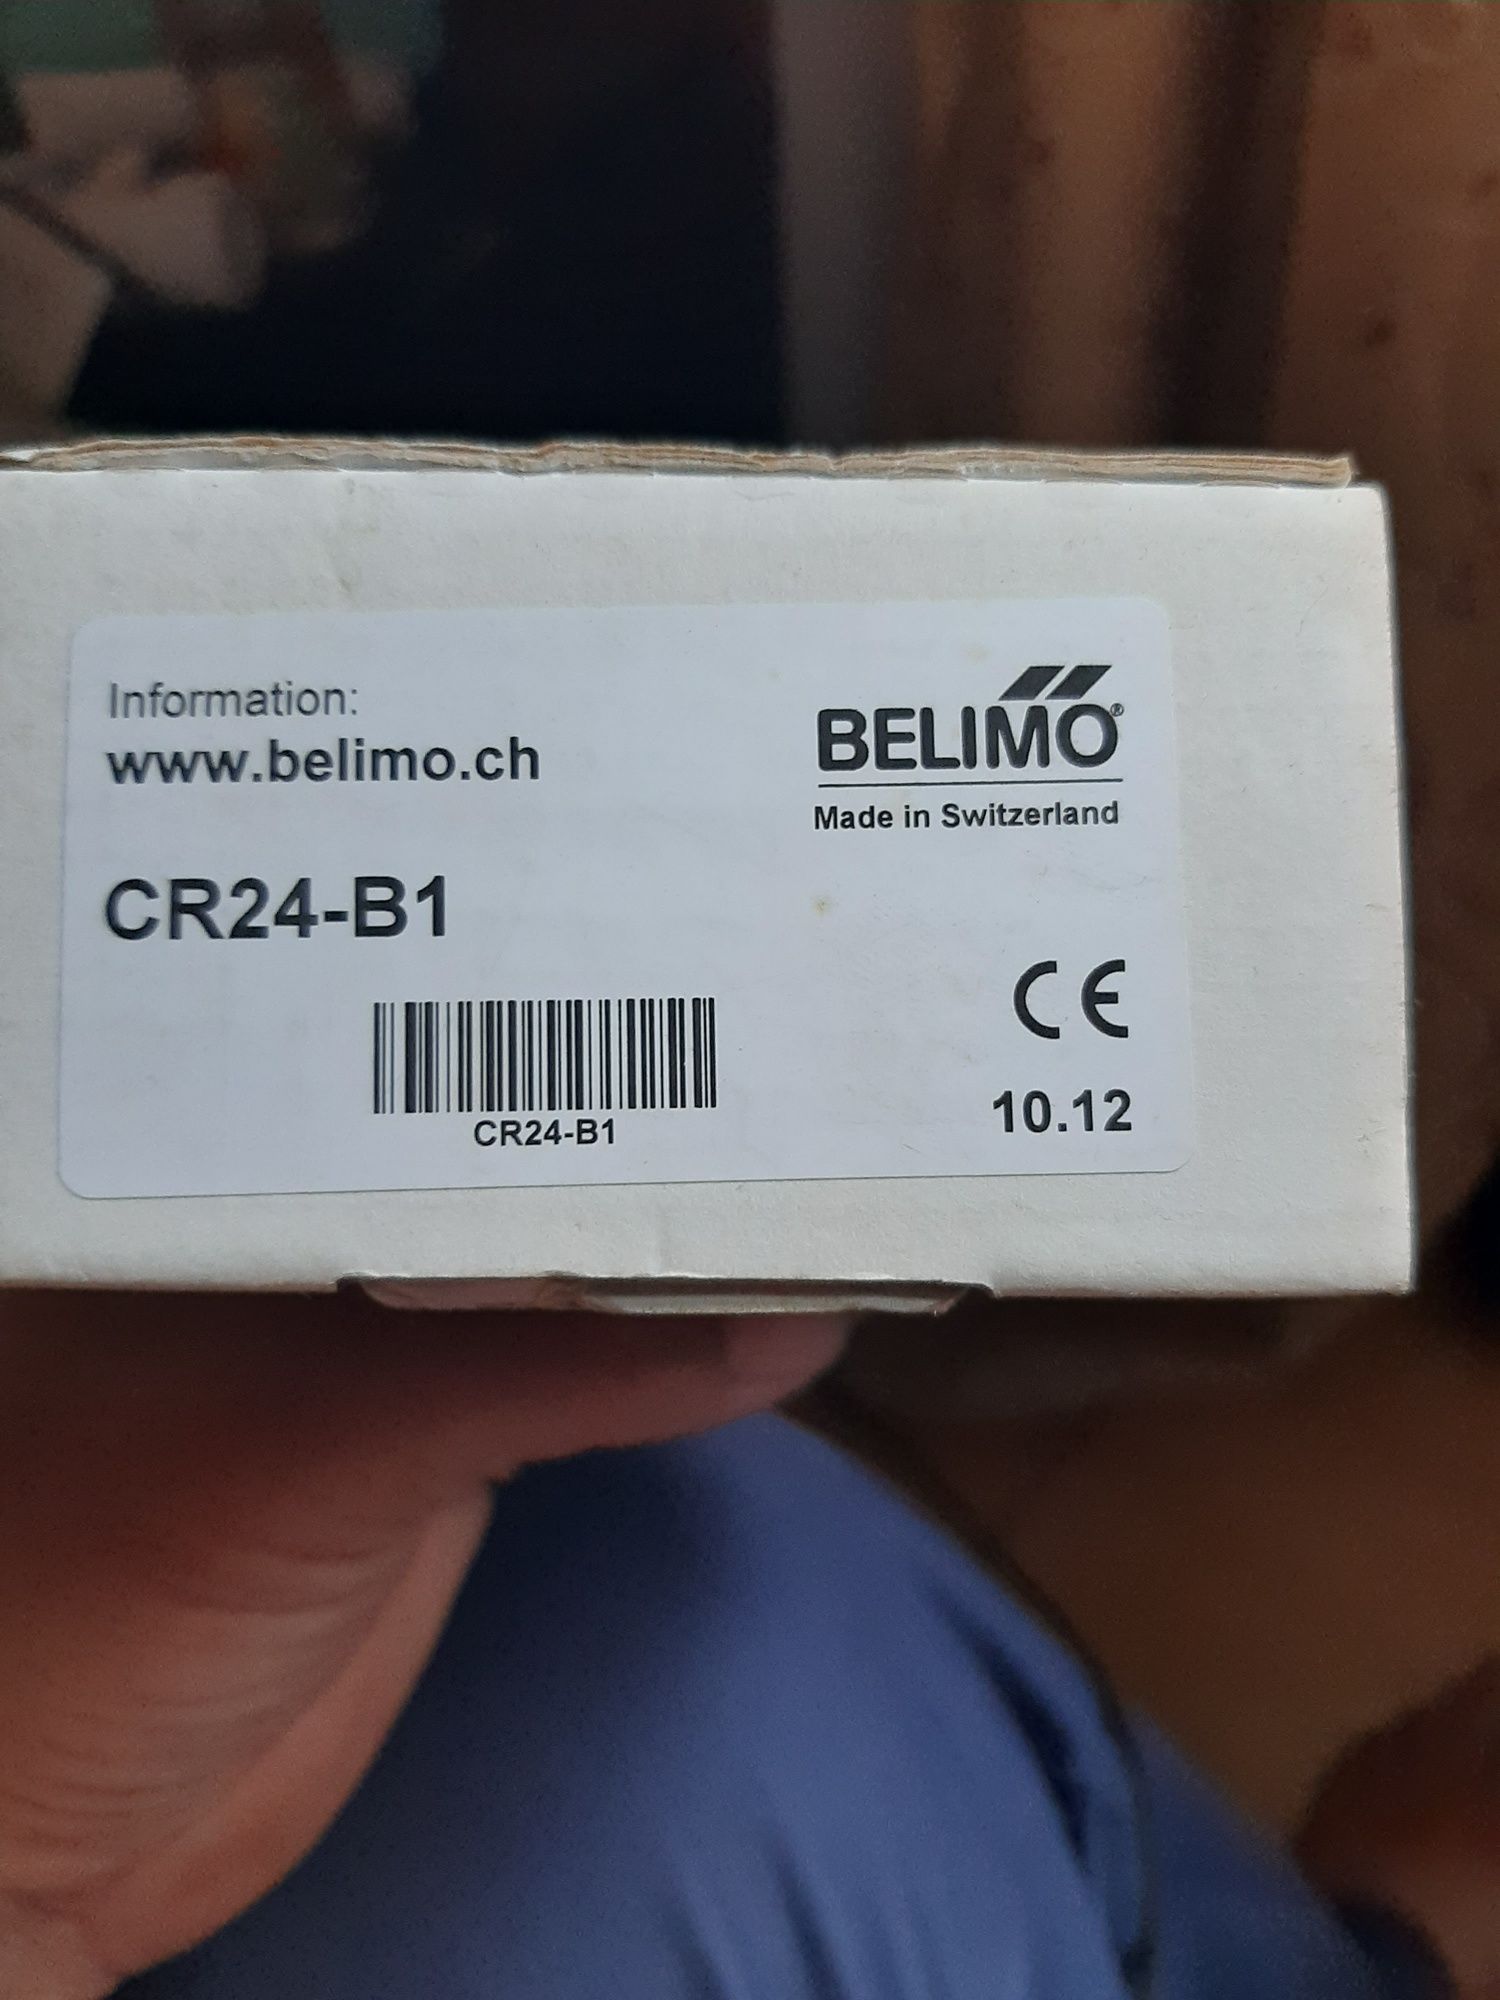 Information:
www.belimo.ch
BELIMO®
Made in Switzerland
CR24-B1
CE
CR24-B1
10.12